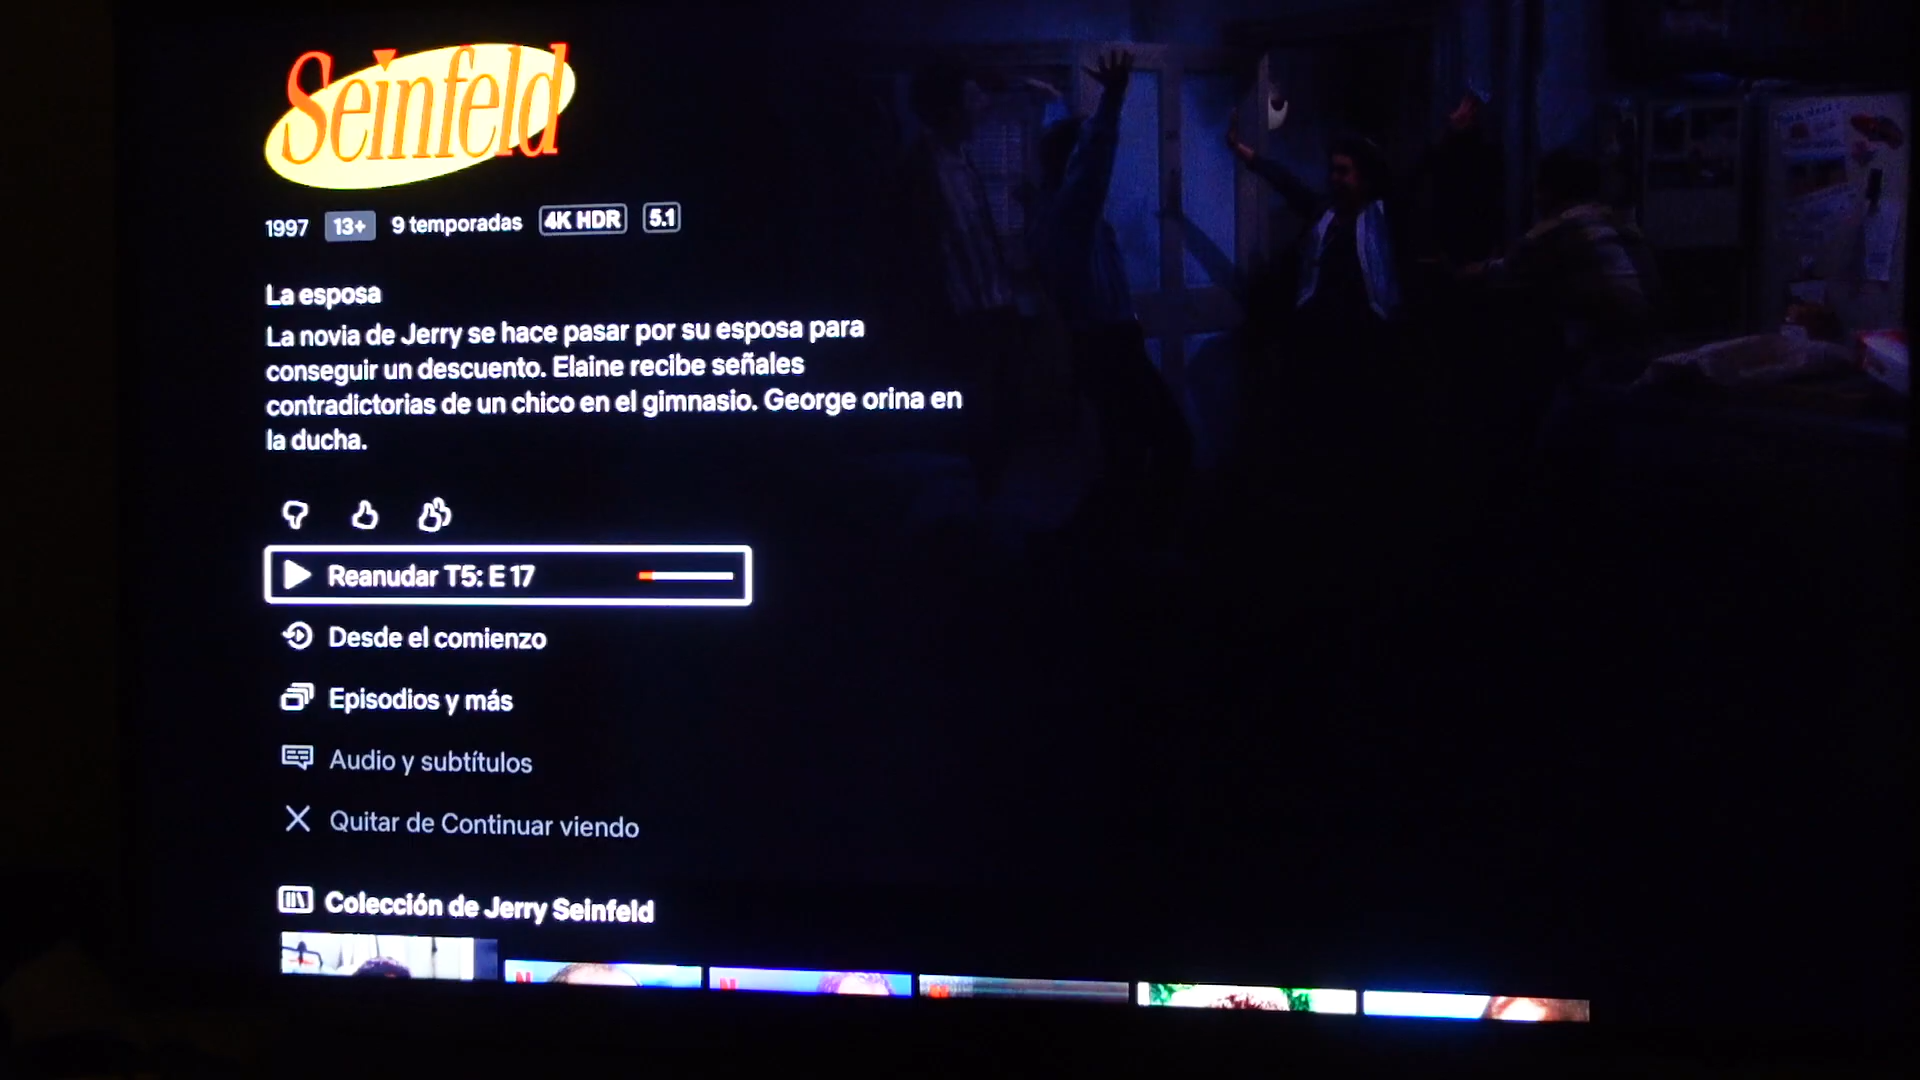 Seinfeld
1997 13+ 9 temporadas 4K HDR 5.1
La esposa
La novia de Jerry se hace pasar por su esposa para
conseguir un descuento. Elaine recibe señales
contradictorias de un chico en el gimnasio. George orina en
la ducha.
Reanudar T5: E 17
Desde el comienzo
Episodios y más
Audio y subtítulos
Quitar de Continuar viendo
Colección de Jerry Seinfeld
N N